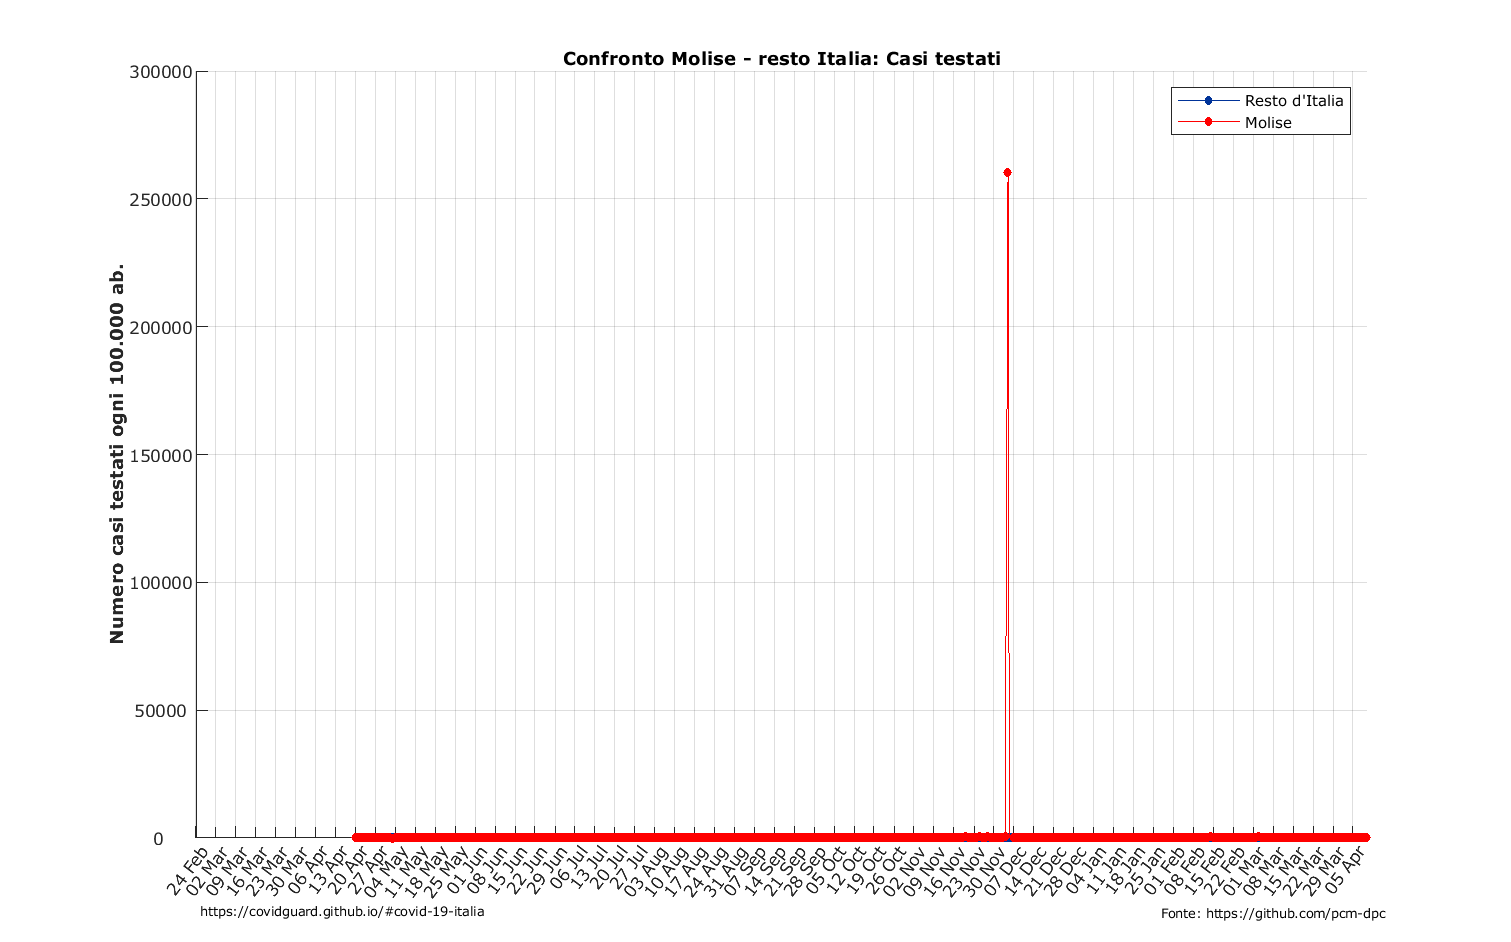 Confronto Molise - resto Italia: Casi testati
Resto d'Italia
Molise
Numero casi testati ogni 100.000 ab.
300000
250000
200000
150000
100000
50000
0
24 Feb
02 Mar
09 Mar
16 Mar
23 Mar
30 Mar
06 Apr
13 Apr
20 Apr
27 Apr
04 May
11 May
18 May
25 May
01 Jun
08 Jun
15 Jun
22 Jun
29 Jun
06 Jul
13 Jul
20 Jul
27 Jul
03 Aug
10 Aug
17 Aug
24 Aug
31 Aug
07 Sep
14 Sep
21 Sep
28 Sep
05 Oct
12 Oct
19 Oct
26 Oct
02 Nov
09 Nov
16 Nov
23 Nov
30 Nov
07 Dec
14 Dec
21 Dec
28 Dec
04 Jan
11 Jan
18 Jan
25 Jan
01 Feb
08 Feb
15 Feb
22 Feb
01 Mar
08 Mar
15 Mar
22 Mar
29 Mar
05 Apr
https://covidguard.github.io/#covid-19-italia
Fonte: https://github.com/pcm-dpc